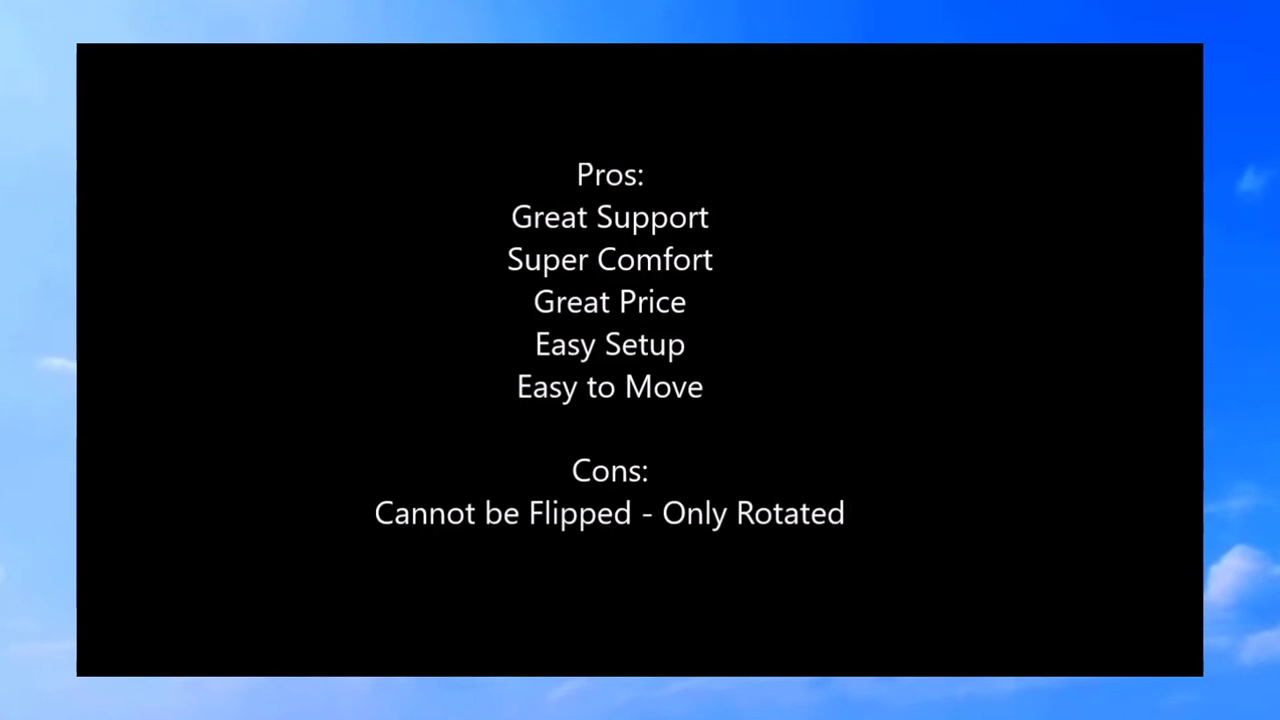 Pros:
Great Support
Super Comfort
Great Price
Easy Setup
Easy to Move
Cons:
Cannot be Flipped - Only Rotated